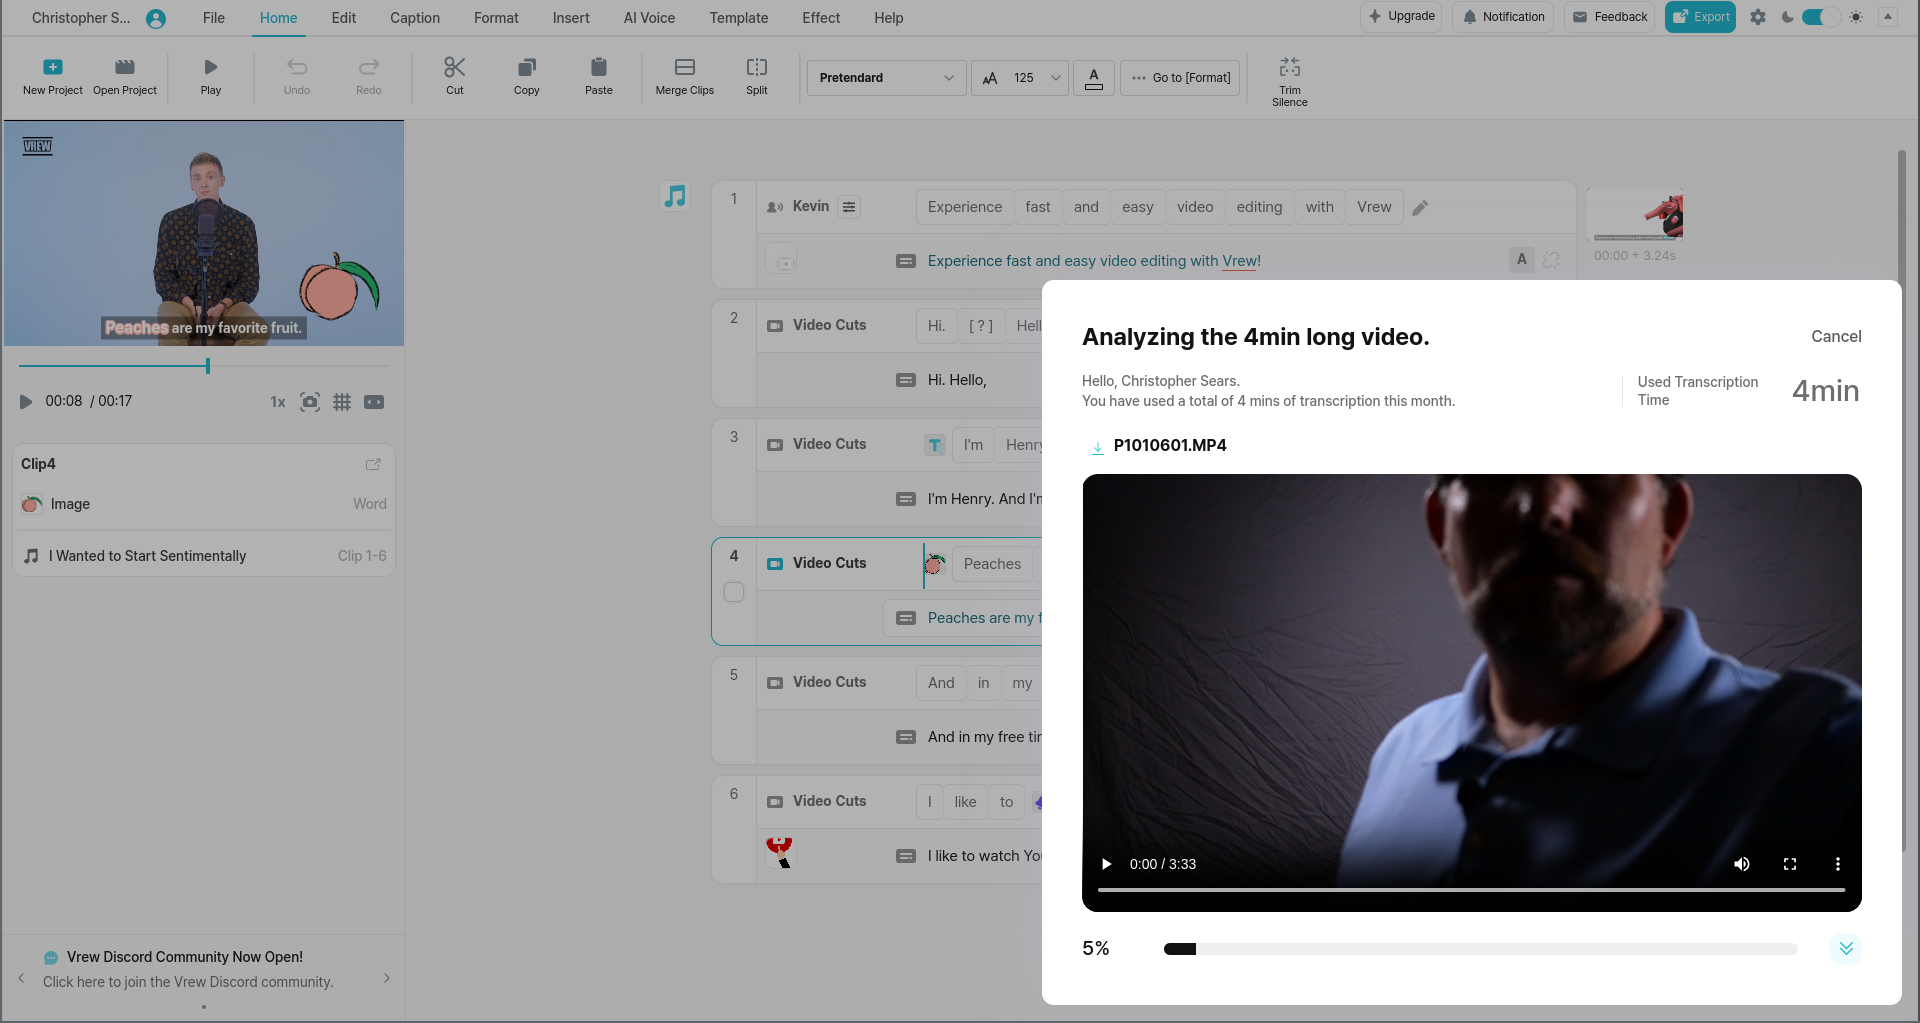 Christopher S...
File
Home
Edit
Caption
Format
Insert
AI Voice
Template
Effect
Help
Upgrade
Notification
Feedback
Export
New Project
Open Project
Play
Undo
Redo
Cut
Copy
Paste
Merge Clips
Split
Pretendard
125
A
Go to [Format]
Trim
Silence
VREW
Peaches are my favorite fruit.
00:08 / 00:17
1x
Clip4
Image
Word
I Wanted to Start Sentimentally
Clip 1-6
Vrew Discord Community Now Open!
Click here to join the Vrew Discord community.
1
Kevin
Experience fast and easy video editing with Vrew
Experience fast and easy video editing with Vrew!
A
00:00 + 3.24s
2
Video Cuts
Hi. [ ? ] Hell
Hi. Hello,
3
Video Cuts
T I'm Henry
I'm Henry. And I'm
4
Video Cuts
Peaches
Peaches are my f
5
Video Cuts
And in my
And in my free tir
6
Video Cuts
I like to
I like to watch You
Analyzing the 4min long video.
Cancel
Hello, Christopher Sears.
You have used a total of 4 mins of transcription this month.
Used Transcription
Time
4min
P1010601.MP4
0:00 / 3:33
5%